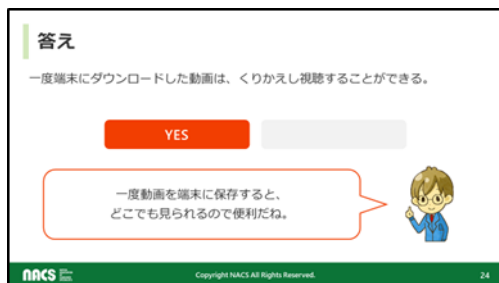 答え
一度端末にダウンロードした動画は、くりかえし視聴することができる。
YES
一度動画を端末に保存すると、
どこでも見られるので便利だね。
NACS
Copyright NACS All Rights Reserved.
24